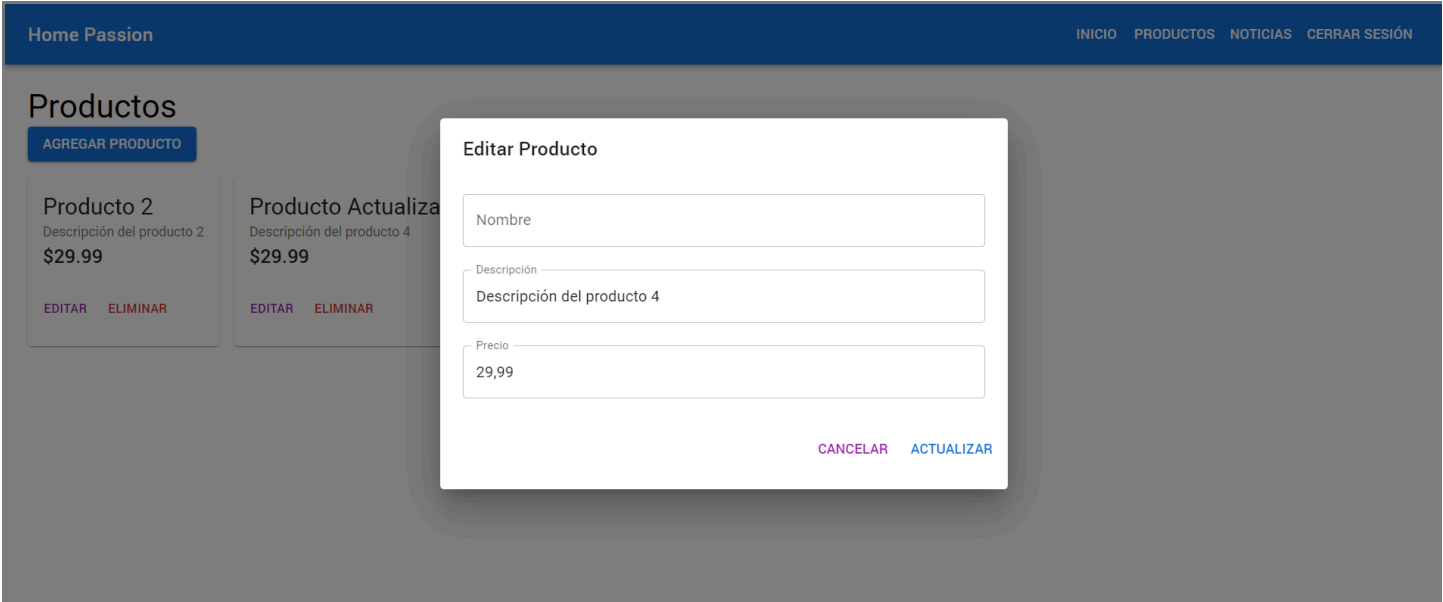 Home Passion
INICIO PRODUCTOS NOTICIAS CERRAR SESIÓN
Productos
AGREGAR PRODUCTO
Producto 2
Descripción del producto 2
$29.99
EDITAR ELIMINAR
Producto Actualiza
Descripción del producto 4
$29.99
EDITAR ELIMINAR
Editar Producto
Nombre
Descripción
Descripción del producto 4
Precio
29,99
CANCELAR ACTUALIZAR